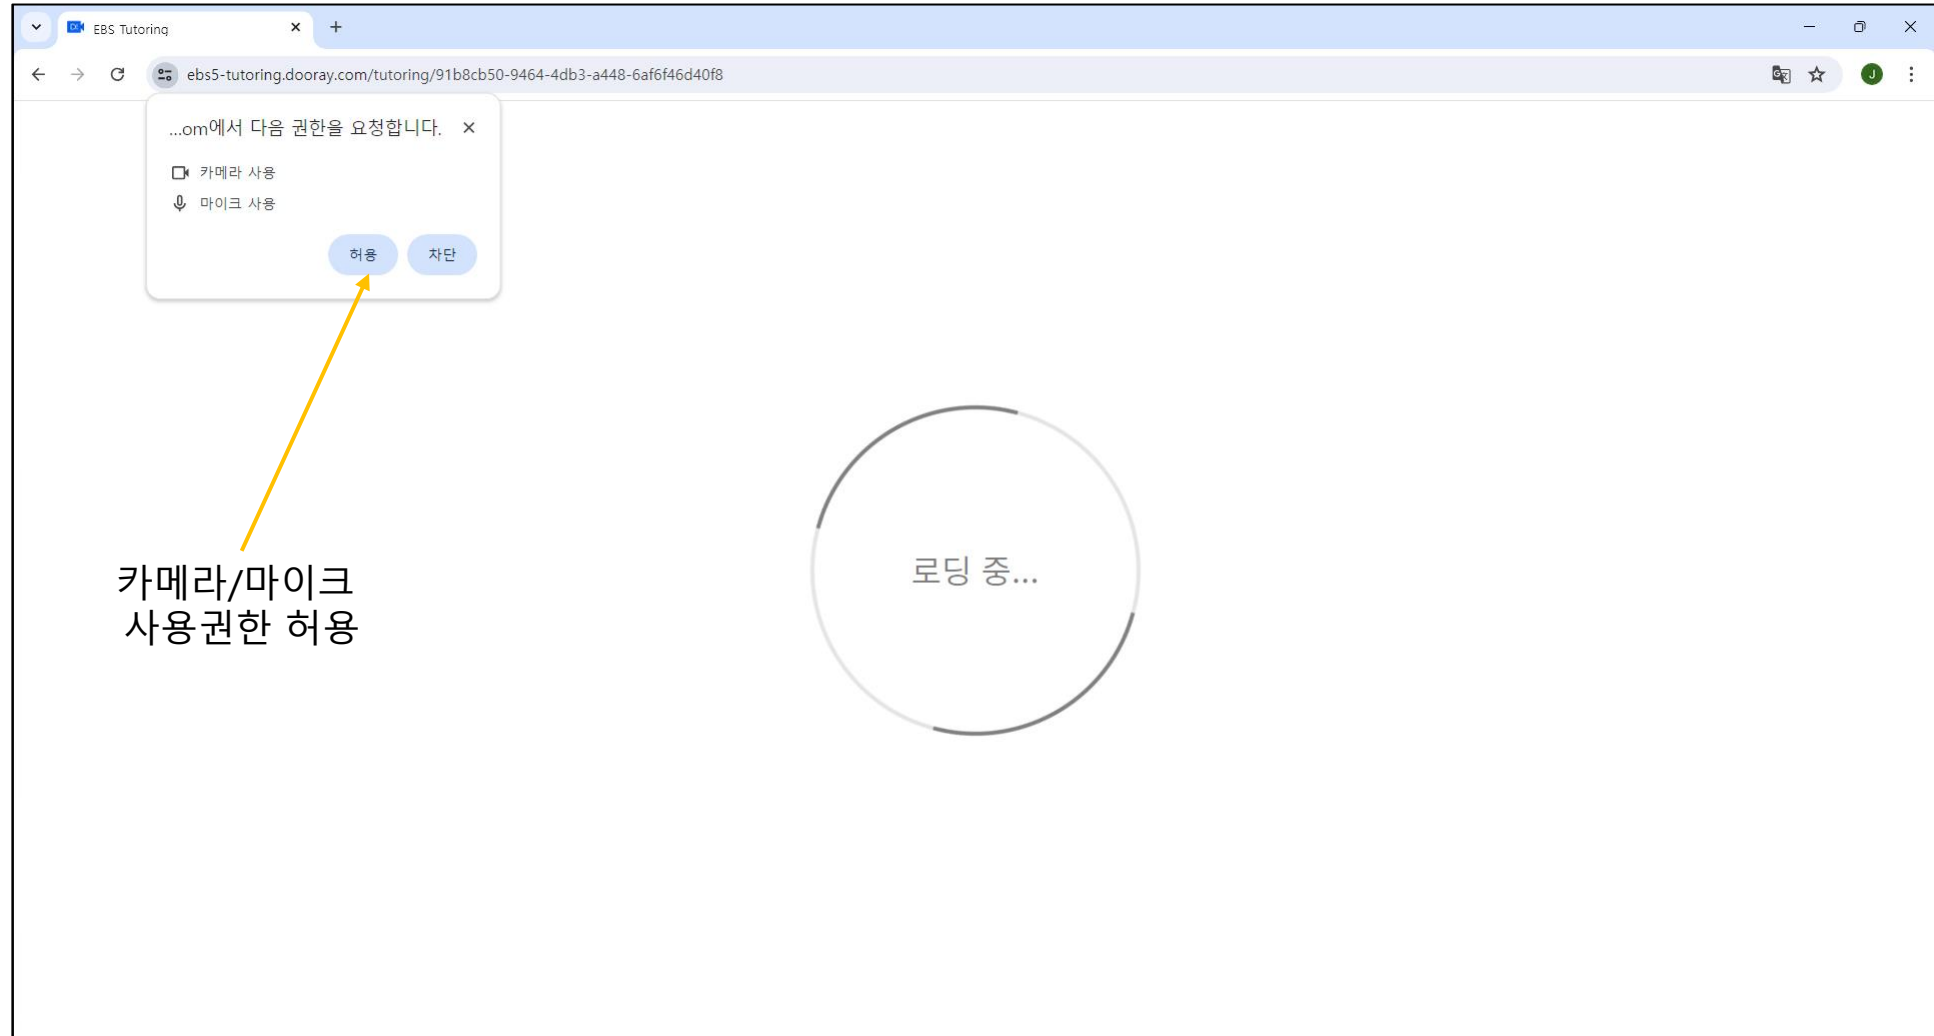 EBS Tutoring
ebs5-tutoring.dooray.com/tutoring/91b8cb50-9464-4db3-a448-6af6f46d40f8
J
...om에서 다음 권한을 요청합니다.
카메라 사용
마이크 사용
허용 차단
로딩 중...
카메라/마이크
사용권한 허용